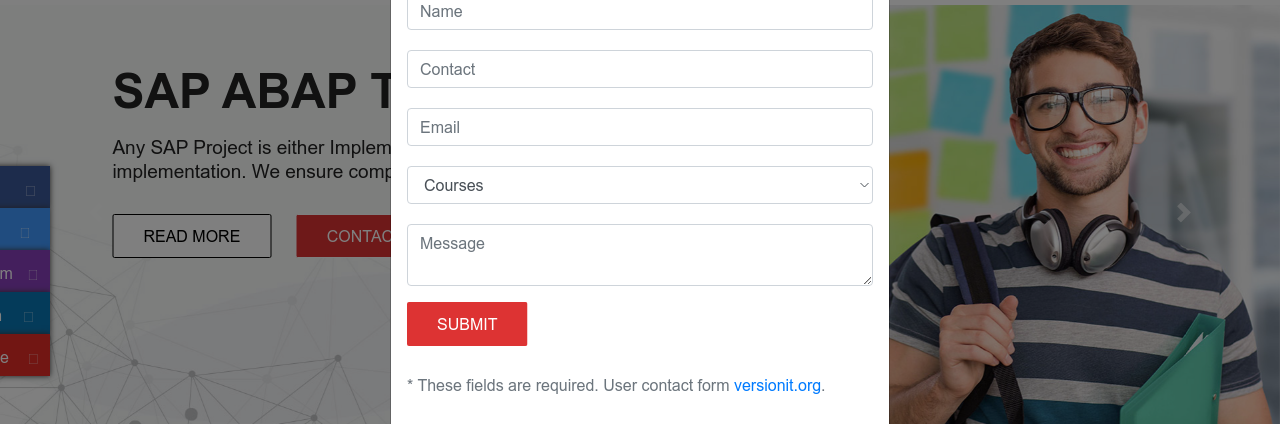 Name
Contact
SAP ABAP T
Email
Any SAP Project is either Implem
implementation. We ensure comp
Courses
READ MORE
CONTAC
Message
m
SUBMIT
e
* These fields are required. User contact form versionit.org.